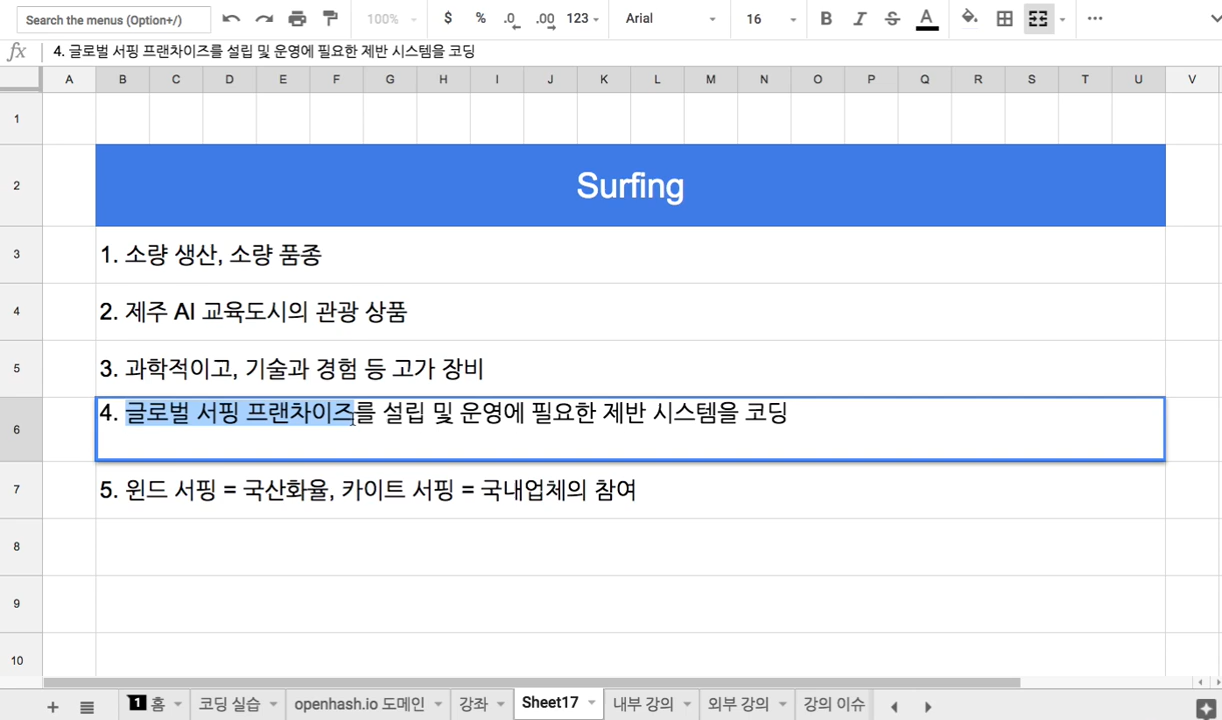 Search the menus (Option+/) 100% $ % .0 .00 123 Arial 16 B I S A ...
fx 4. 글로벌 서핑 프랜차이즈를 설립 및 운영에 필요한 제반 시스템을 코딩
A B C D E F G H I J K L M N O P Q R S T U V
1
2 Surfing
3 1. 소량 생산, 소량 품종
4 2. 제주 AI 교육도시의 관광 상품
5 3. 과학적이고, 기술과 경험 등 고가 장비
6 4. 글로벌 서핑 프랜차이즈를 설립 및 운영에 필요한 제반 시스템을 코딩
7 5. 윈드 서핑 = 국산화율, 카이트 서핑 = 국내업체의 참여
8
9
10
+ 1 홈 코딩 실습 openhash.io 도메인 강좌 Sheet17 내부 강의 외부 강의 강의 이슈